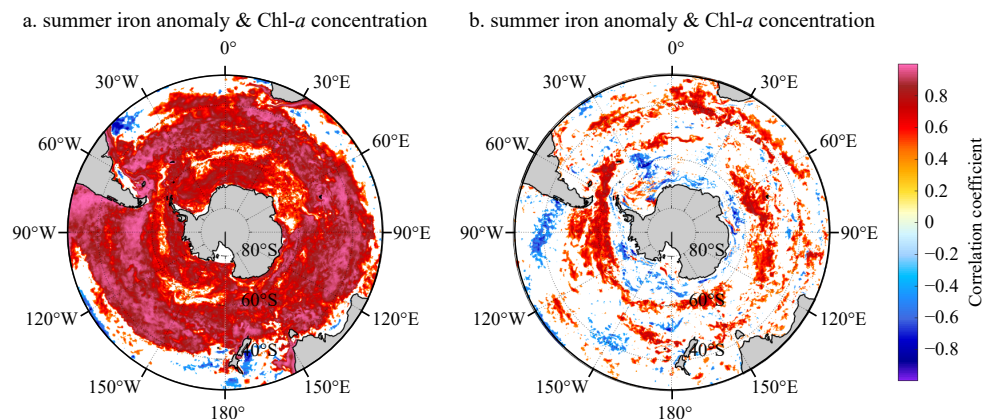 a. summer iron anomaly & Chl-a concentration
0°
30°W
30°E
60°W
60°E
90°W
90°E
80°S
60°S
40°S
120°W
120°E
150°W
150°E
180°
b. summer iron anomaly & Chl-a concentration
0°
30°W
30°E
60°W
60°E
90°W
90°E
80°S
60°S
40°S
120°W
120°E
150°W
150°E
180°
0.8
0.6
0.4
0.2
0
−0.2
−0.4
−0.6
−0.8
Correlation coefficient